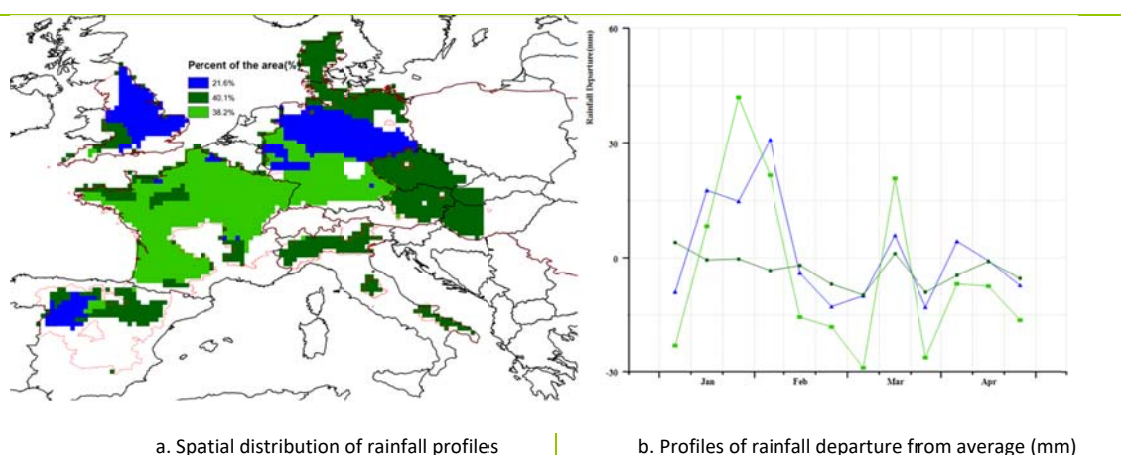 Percent of the area(%)
21.6%
40.1%
38.2%
Rainfall Departure(mm)
60
30
0
-30
Jan
Feb
Mar
Apr
a. Spatial distribution of rainfall profiles
b. Profiles of rainfall departure from average (mm)